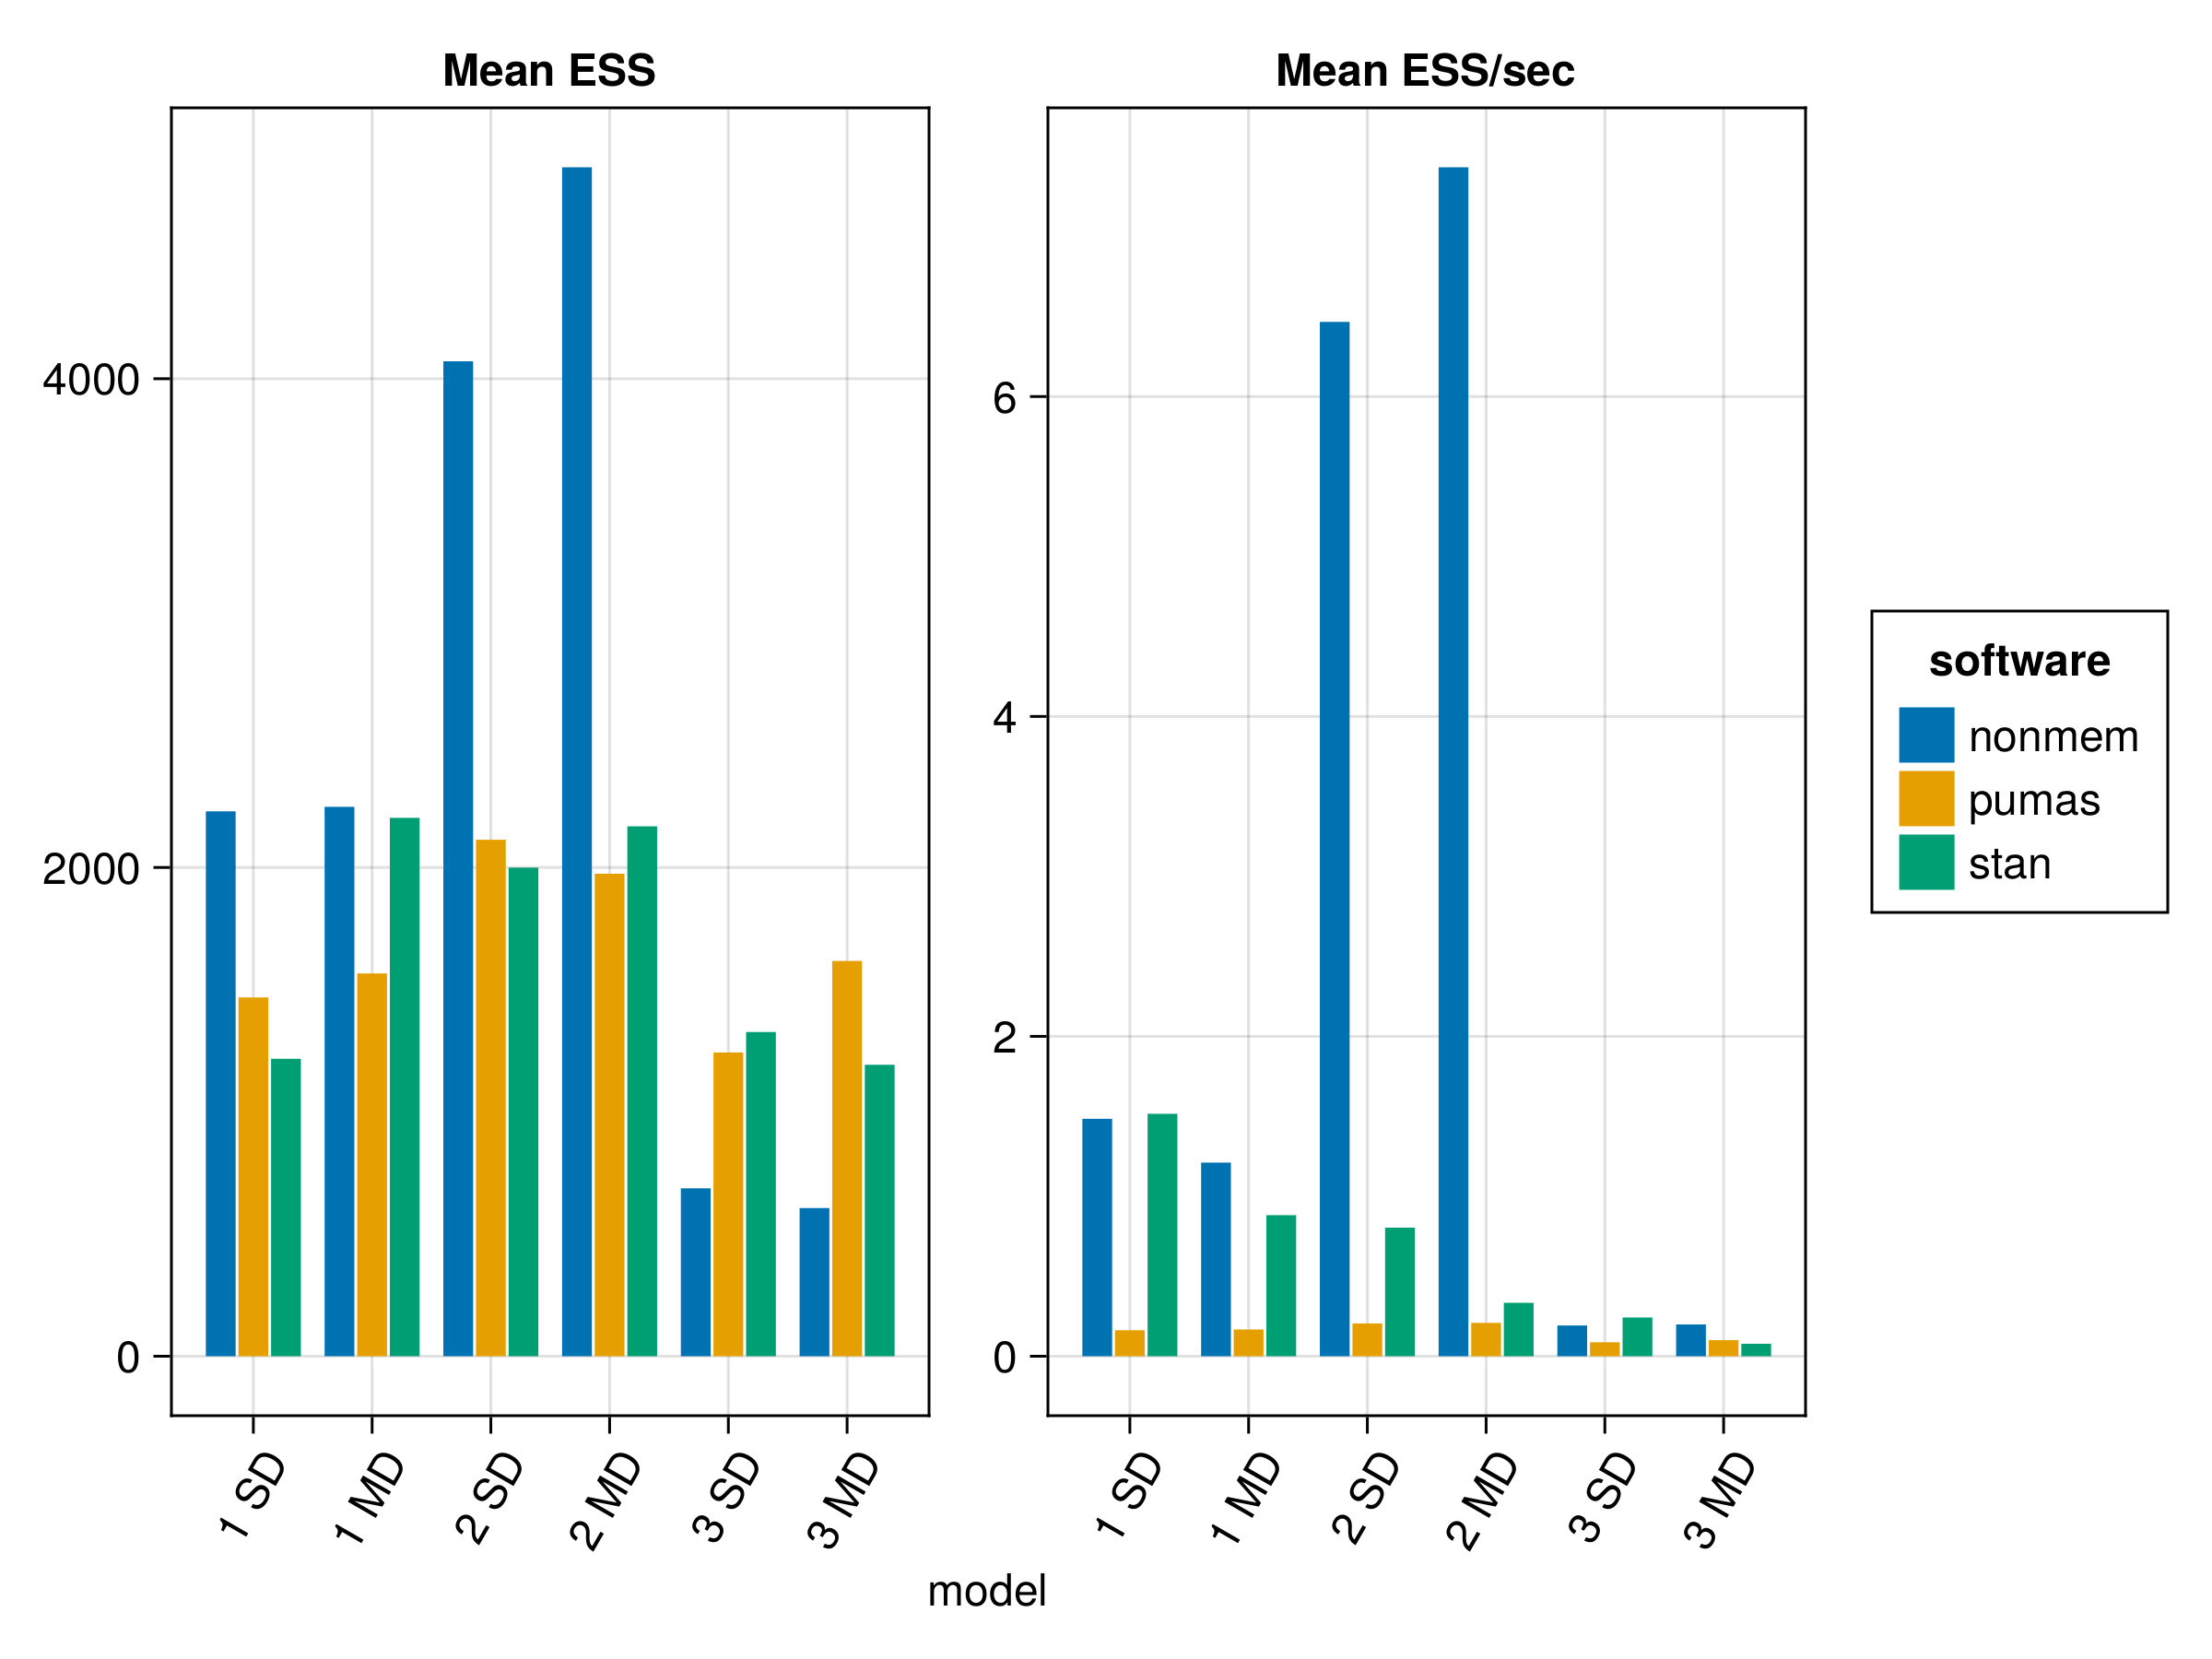 Mean ESS
4000
2000
0
1 SD
1 MD
2 SD
2 MD
3 SD
3 MD
Mean ESS/sec
6
4
2
0
1 SD
1 MD
2 SD
2 MD
3 SD
3 MD
model
software
nonmem
pumas
stan